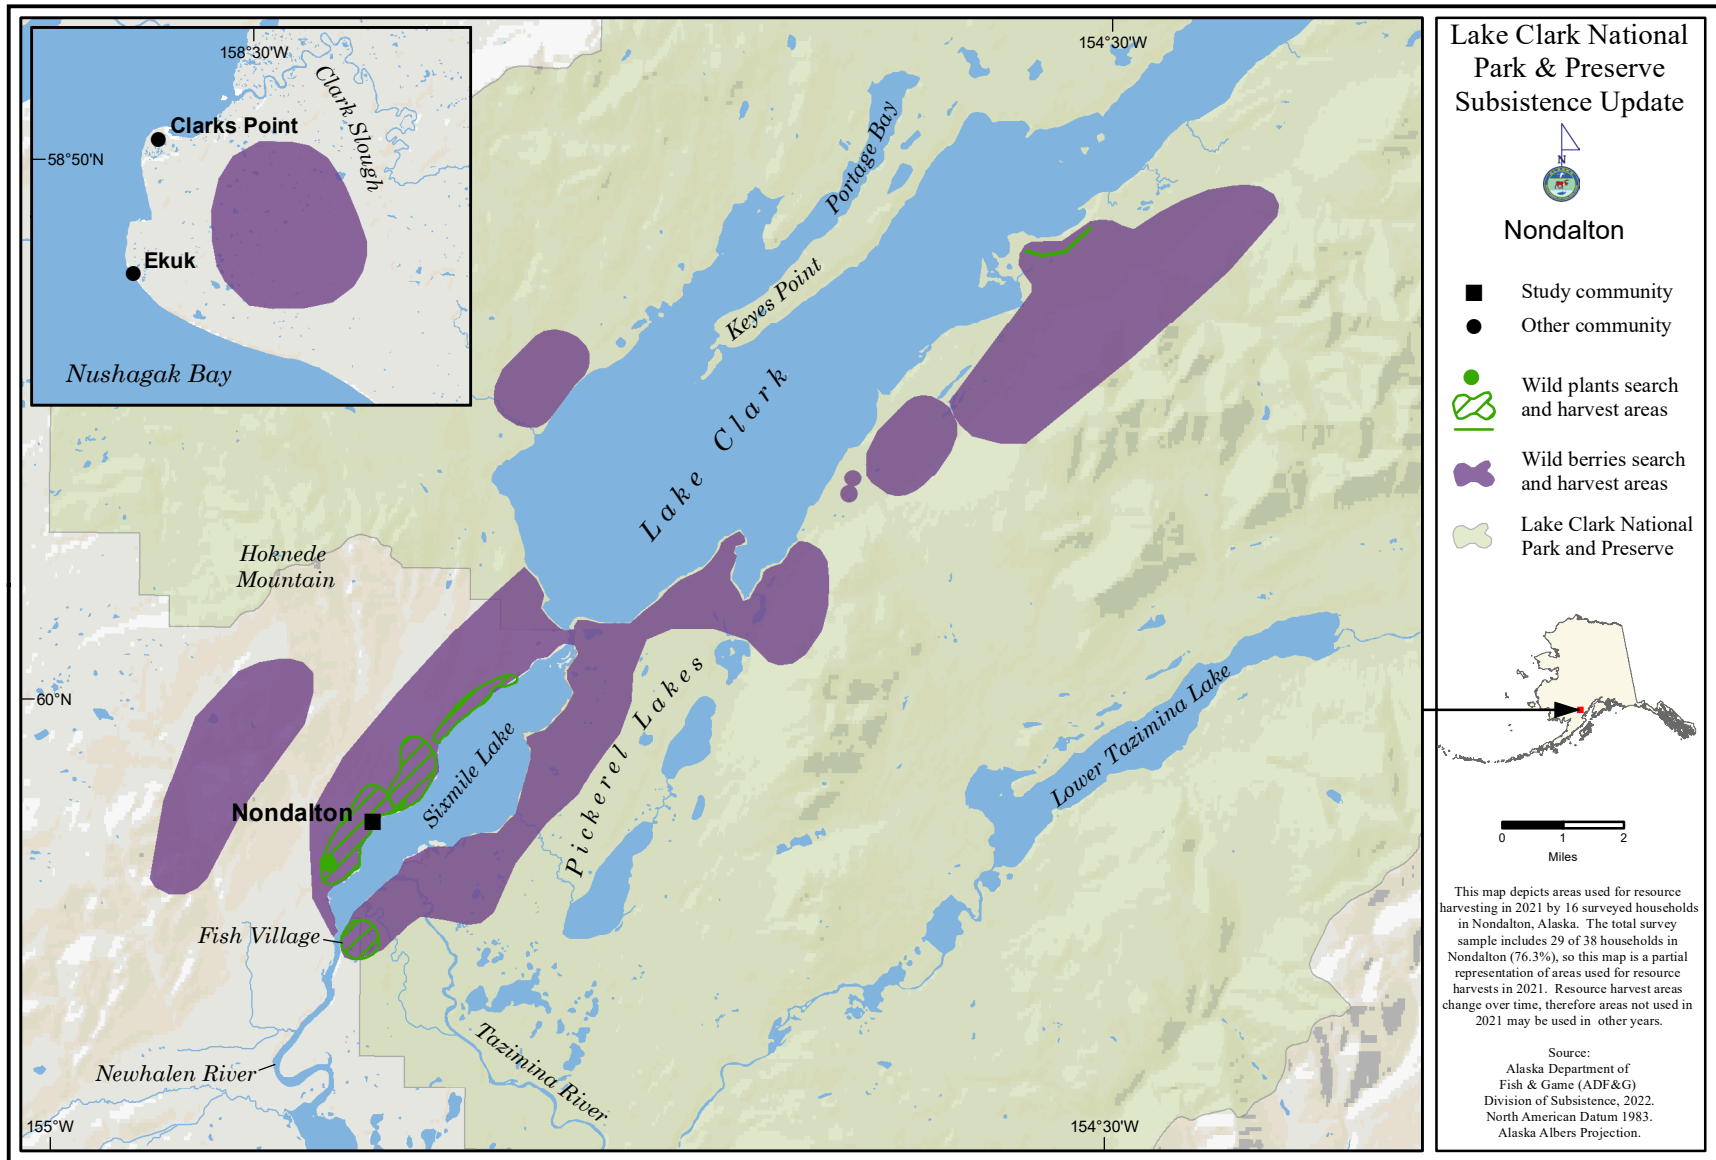 158°30'W
Clark Slough
Clarks Point
58°50'N
Ekuk
Nushagak Bay
154°30'W
Portage Bay
Keyes Point
Lake Clark
Hoknede
Mountain
60°N
Pickerel Lakes
Lower Tazimina Lake
Sixmile Lake
Nondalton
Fish Village
Tazimina River
Newhalen River
155°W
154°30'W
Lake Clark National
Park & Preserve
Subsistence Update
N
Nondalton
Study community
Other community
Wild plants search
and harvest areas
Wild berries search
and harvest areas
Lake Clark National
Park and Preserve
0 1 2
Miles
This map depicts areas used for resource
harvesting in 2021 by 16 surveyed households
in Nondalton, Alaska. The total survey
sample includes 29 of 38 households in
Nondalton (76.3%), so this map is a partial
representation of areas used for resource
harvests in 2021. Resource harvest areas
change over time, therefore areas not used in
2021 may be used in other years.
Source:
Alaska Department of
Fish & Game (ADF&G)
Division of Subsistence, 2022.
North American Datum 1983.
Alaska Albers Projection.